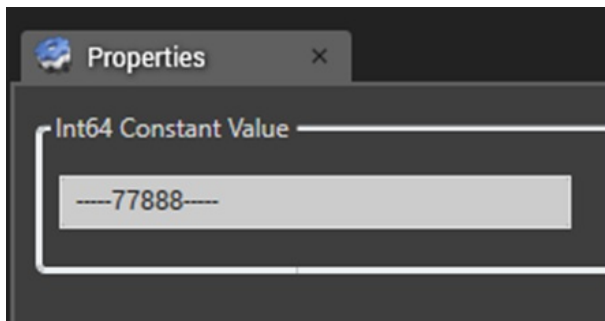 Properties ×
Int64 Constant Value
-----77888-----